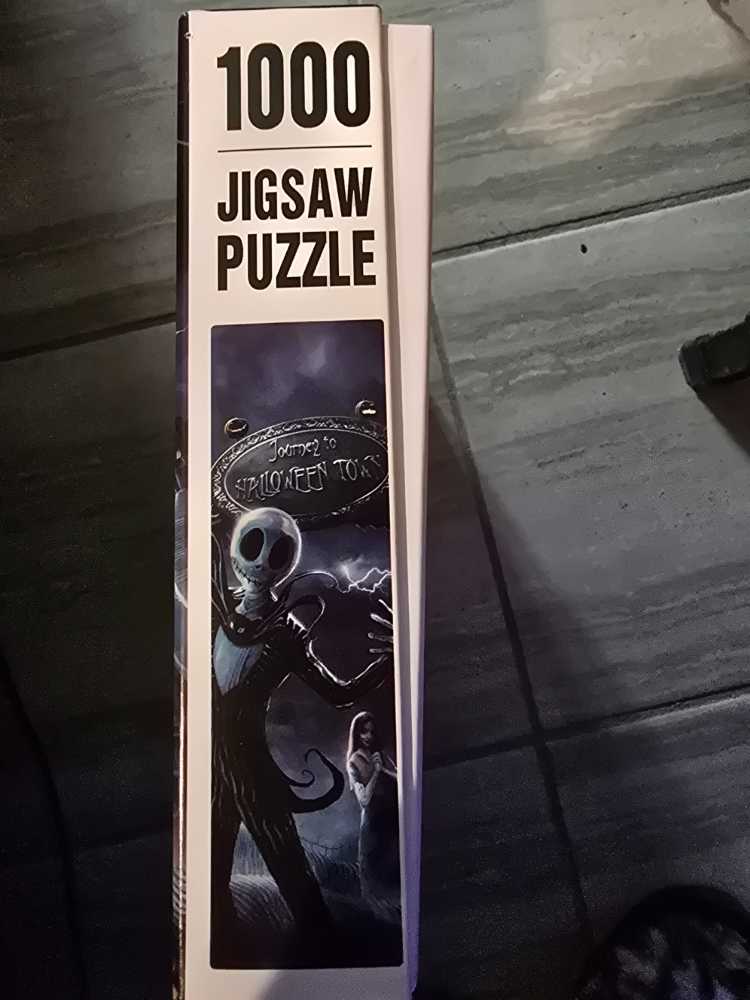 1000
JIGSAW
PUZZLE
Journey to
HALLOWEEN TOWN